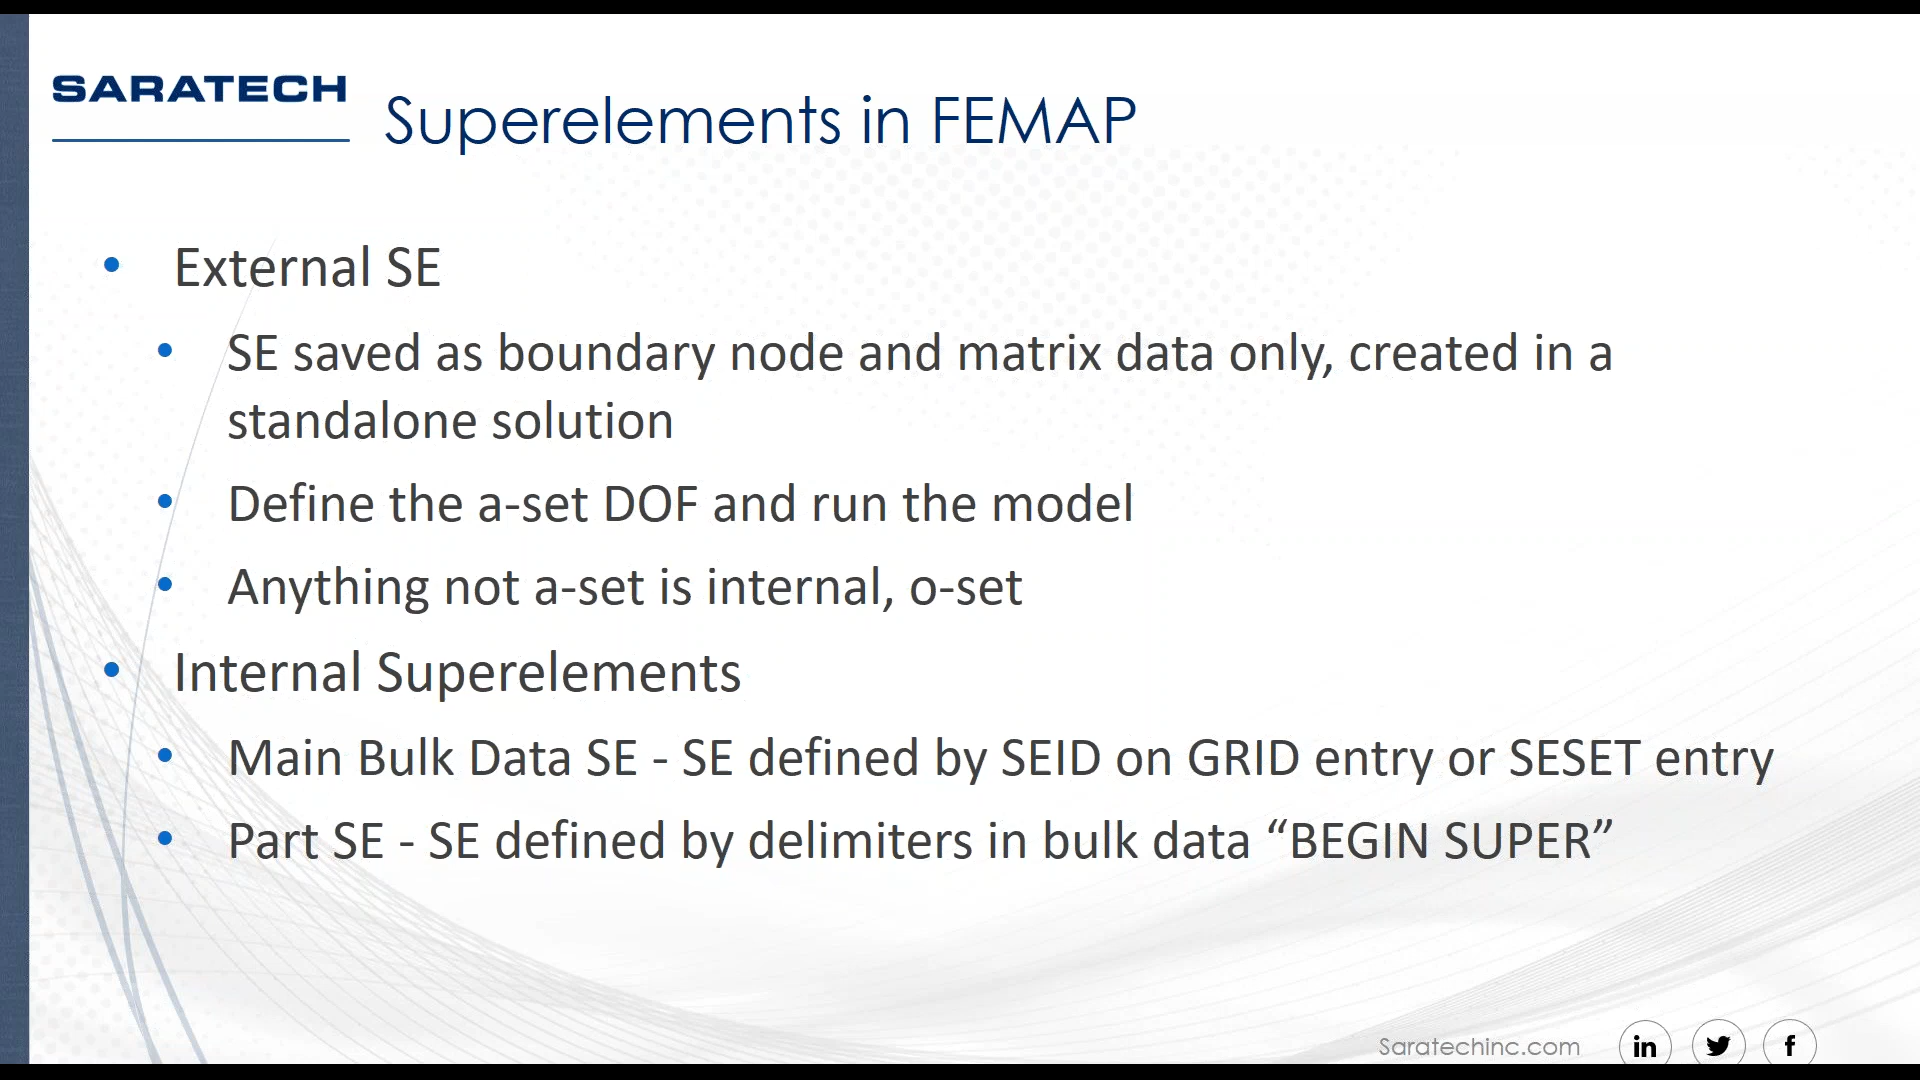 SARATECH
Superelements in FEMAP
• External SE
• SE saved as boundary node and matrix data only, created in a
standalone solution
• Define the a-set DOF and run the model
• Anything not a-set is internal, o-set
• Internal Superelements
• Main Bulk Data SE - SE defined by SEID on GRID entry or SESET entry
• Part SE - SE defined by delimiters in bulk data “BEGIN SUPER”
Saratechinc.com